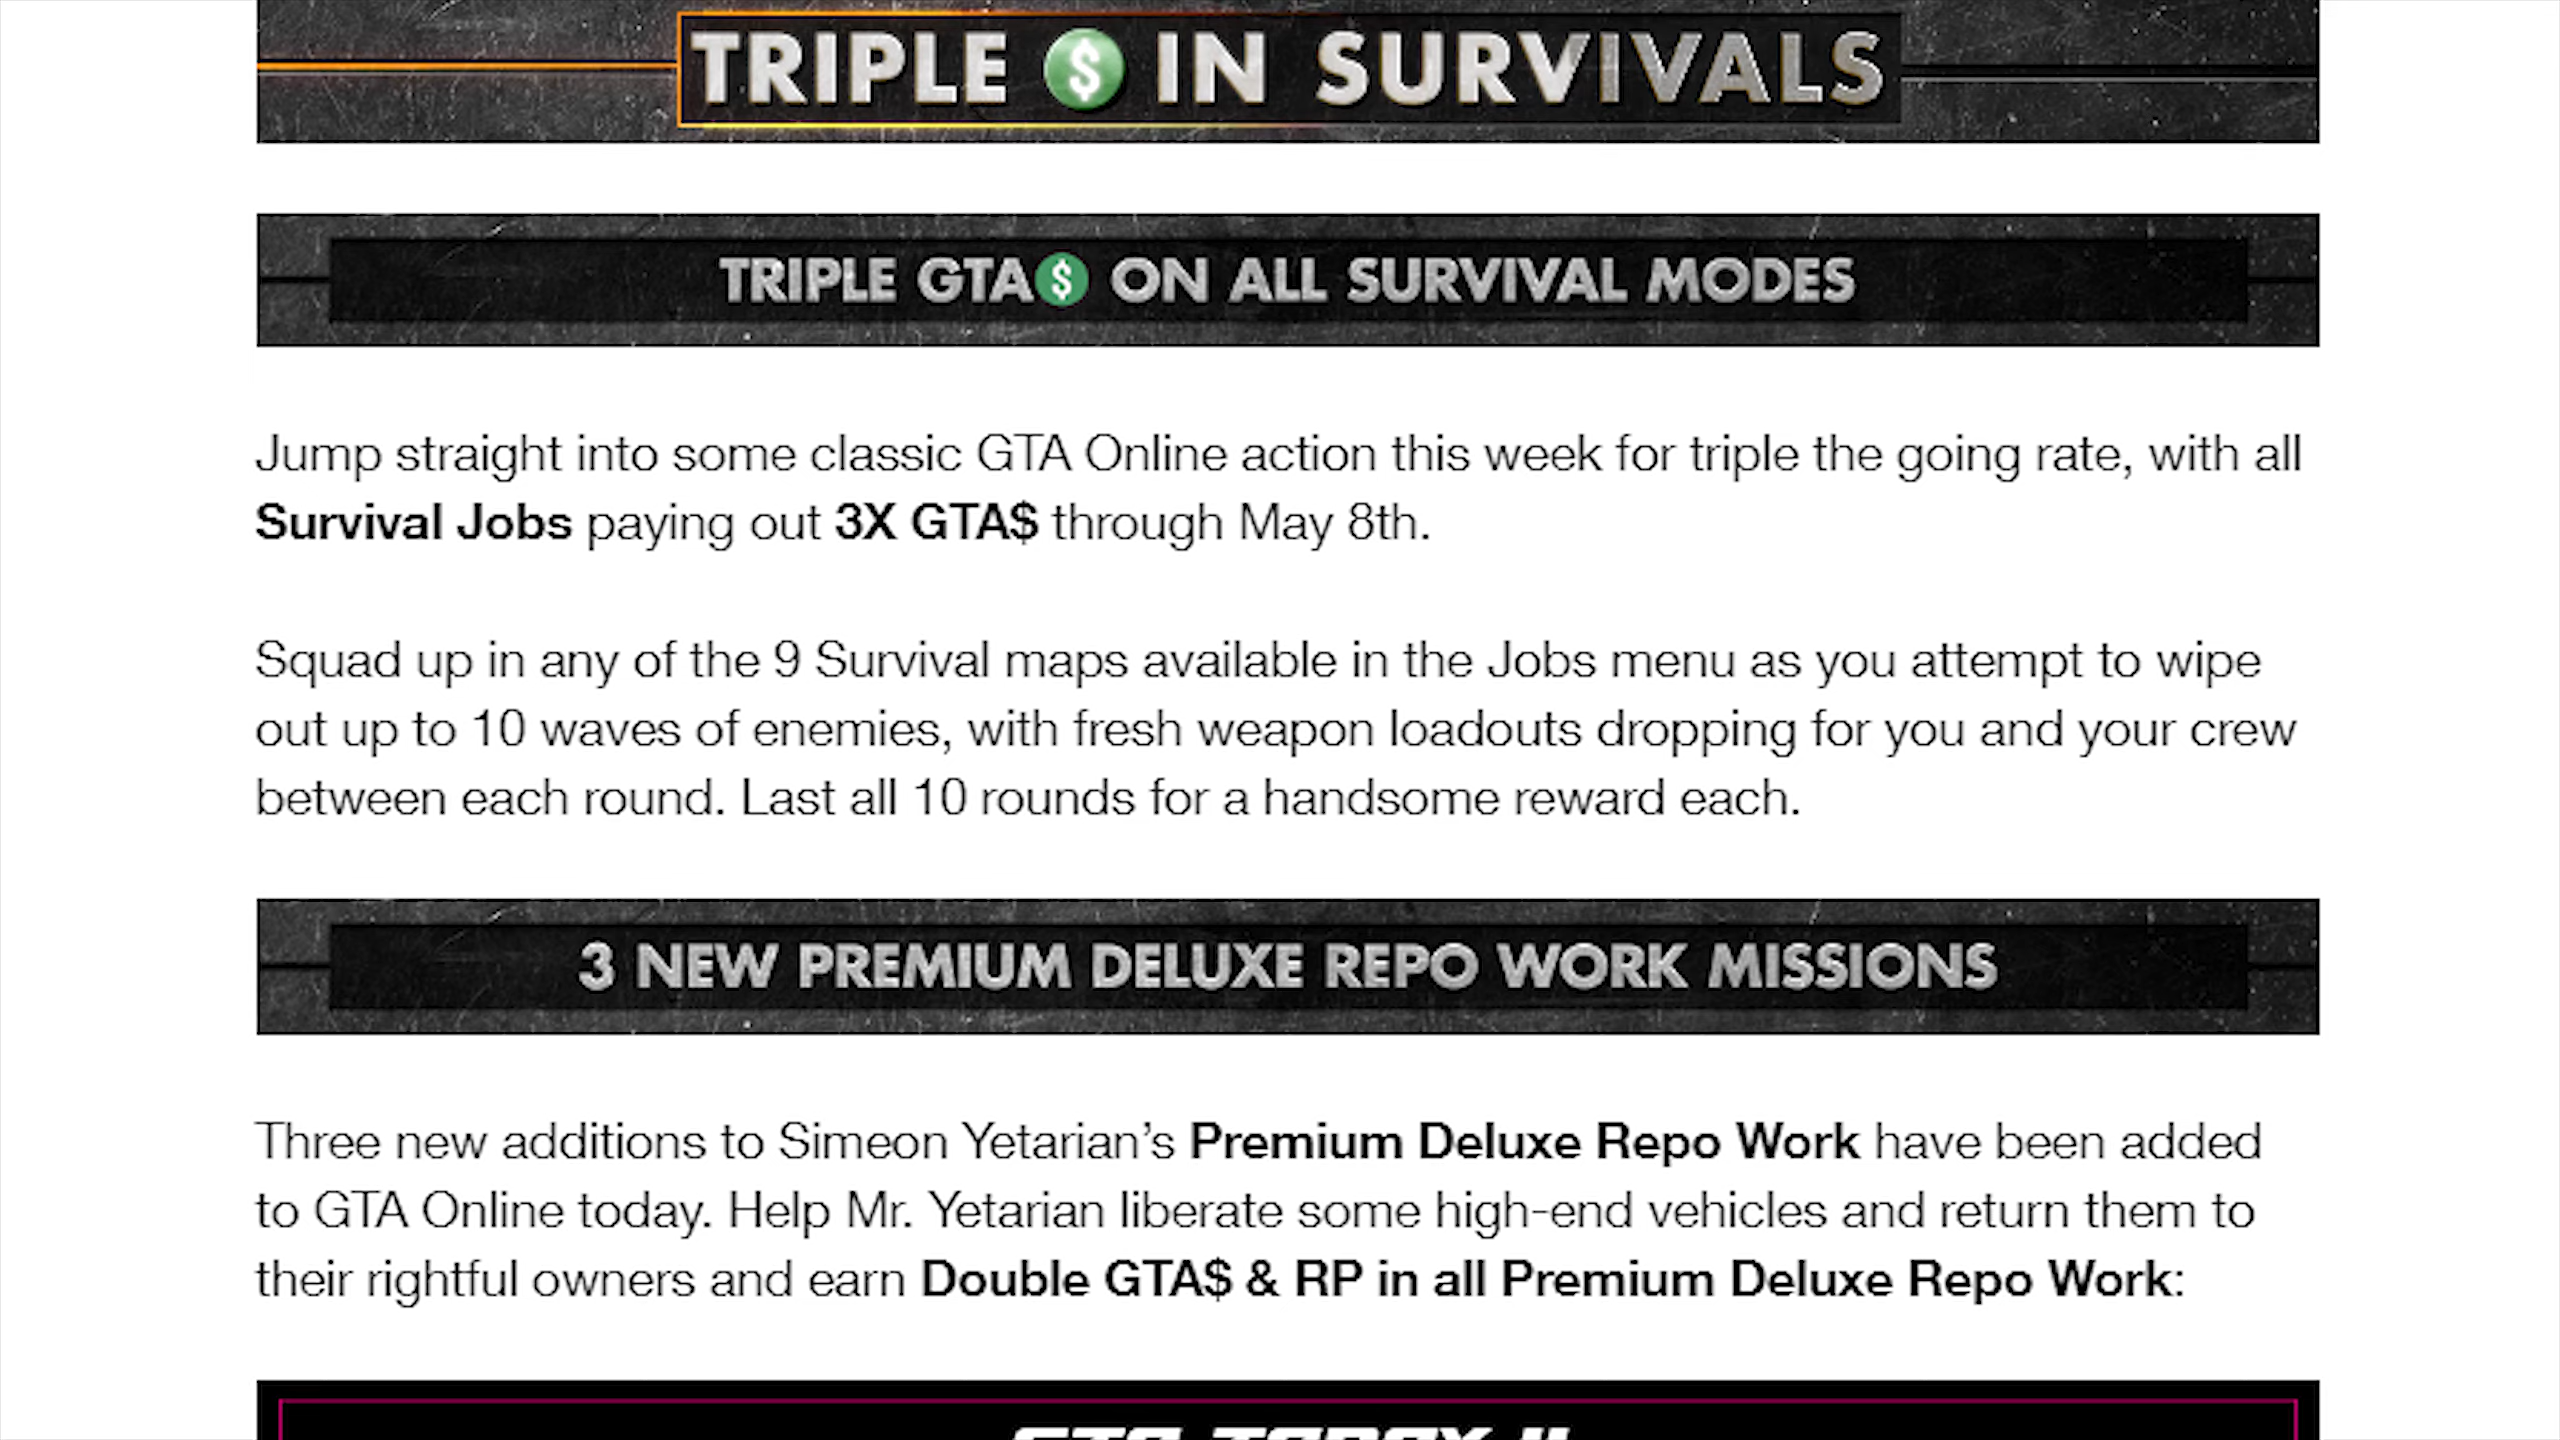 TRIPLE $ IN SURVIVALS
TRIPLE GTA$ ON ALL SURVIVAL MODES
Jump straight into some classic GTA Online action this week for triple the going rate, with all
Survival Jobs paying out 3X GTA$ through May 8th.
Squad up in any of the 9 Survival maps available in the Jobs menu as you attempt to wipe
out up to 10 waves of enemies, with fresh weapon loadouts dropping for you and your crew
between each round. Last all 10 rounds for a handsome reward each.
3 NEW PREMIUM DELUXE REPO WORK MISSIONS
Three new additions to Simeon Yetarian’s Premium Deluxe Repo Work have been added
to GTA Online today. Help Mr. Yetarian liberate some high-end vehicles and return them to
their rightful owners and earn Double GTA$ & RP in all Premium Deluxe Repo Work: